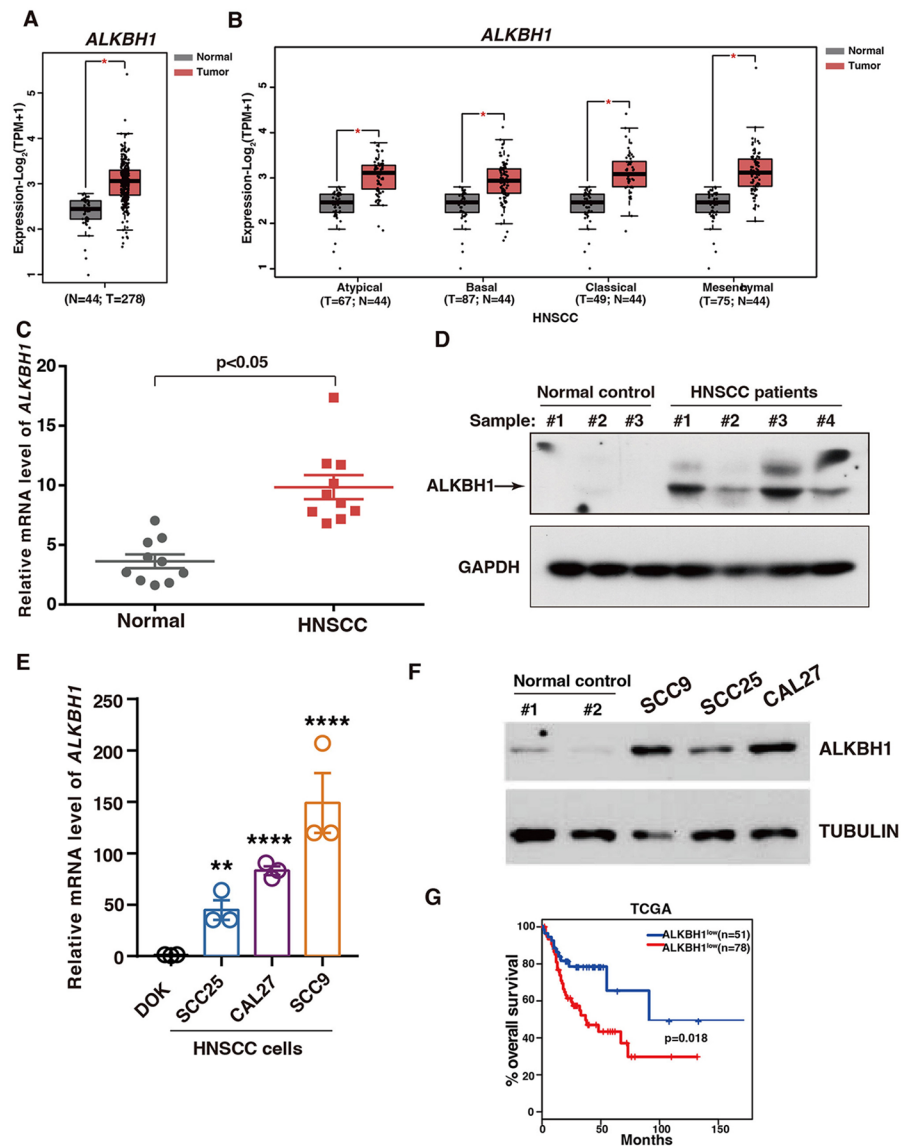 A
ALKBH1
Normal
Tumor
*
Expression-Log2(TPM+1)
5
4
3
2
1
(N=44; T=278)
B
ALKBH1
Normal
Tumor
* * * *
Expression-Log2(TPM+1)
5
4
3
2
1
Atypical Basal Classical Mesenchymal
(T=67; N=44) (T=87; N=44) (T=49; N=44) (T=75; N=44)
HNSCC
C
Relative mRNA level of ALKBH1
p<0.05
20
15
10
5
0
Normal HNSCC
D
Normal control HNSCC patients
Sample: #1 #2 #3 #1 #2 #3 #4
ALKBH1
GAPDH
E
Relative mRNA level of ALKBH1
250
200
150
100
50
0
** **** ****
DOK SCC25 CAL27 SCC9
HNSCC cells
F
Normal control SCC9 SCC25 CAL27
#1 #2
ALKBH1
TUBULIN
G
TCGA
ALKBH1low(n=51)
ALKBH1low(n=78)
% overall survival
100
80
60
40
20
0
p=0.018
0 50 100 150
Months